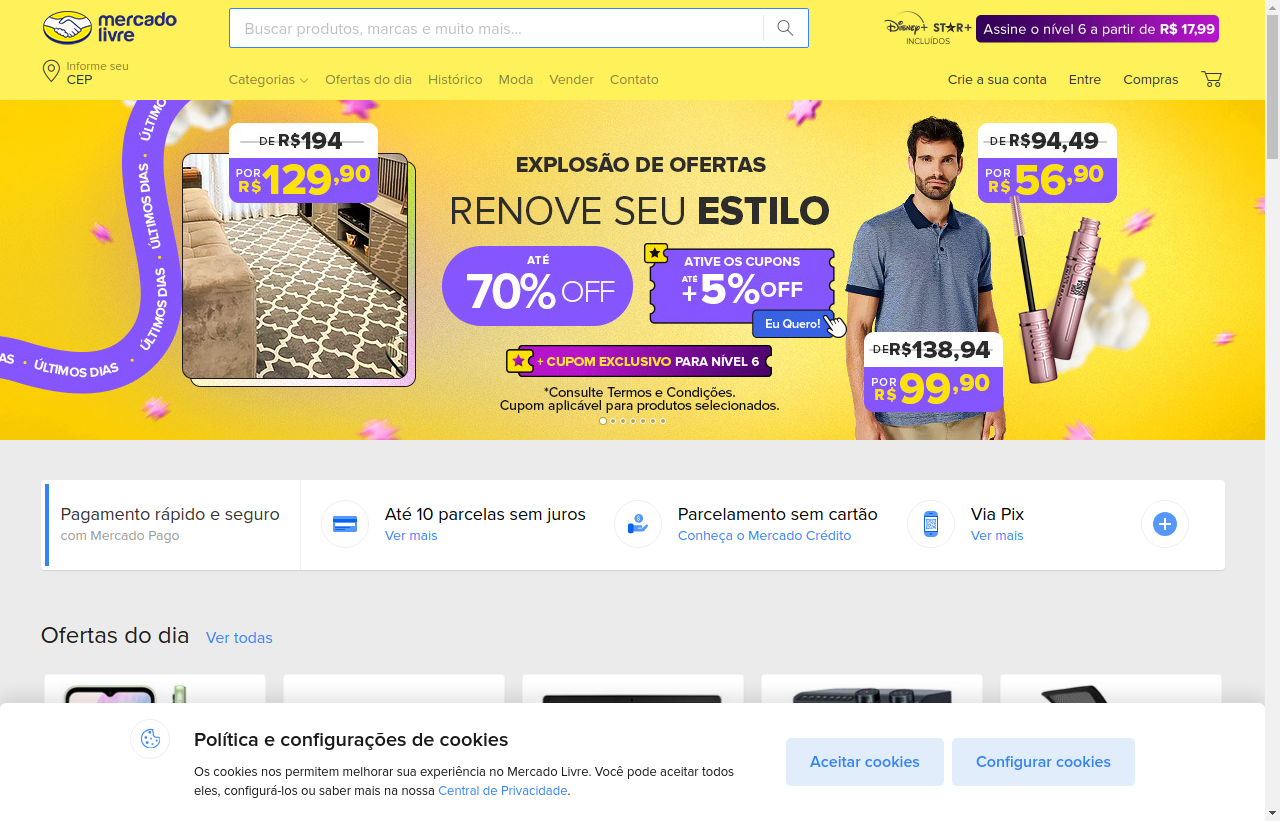 mercado
livre
Buscar produtos, marcas e muito mais...
Disney+ STAR+
INCLUÍDOS
Assine o nível 6 a partir de R$ 17,99
Informe seu
CEP
Categorias
Ofertas do dia
Histórico
Moda
Vender
Contato
Crie a sua conta
Entre
Compras
ÚLTIMOS DIAS
ÚLTIMOS DIAS
ÚLTIMOS DIAS
DE R$194
POR
R$129,90
EXPLOSÃO DE OFERTAS
RENOVE SEU ESTILO
ATÉ
70% OFF
ATIVE OS CUPONS
ATÉ
+5%OFF
Eu Quero!
+ CUPOM EXCLUSIVO PARA NÍVEL 6
*Consulte Termos e Condições.
Cupom aplicável para produtos selecionados.
DE R$94,49
POR
R$56,90
DE R$138,94
POR
R$99,90
Pagamento rápido e seguro
com Mercado Pago
Até 10 parcelas sem juros
Ver mais
Parcelamento sem cartão
Conheça o Mercado Crédito
Via Pix
Ver mais
Ofertas do dia
Ver todas
Política e configurações de cookies
Os cookies nos permitem melhorar sua experiência no Mercado Livre. Você pode aceitar todos
eles, configurá-los ou saber mais na nossa Central de Privacidade.
Aceitar cookies
Configurar cookies